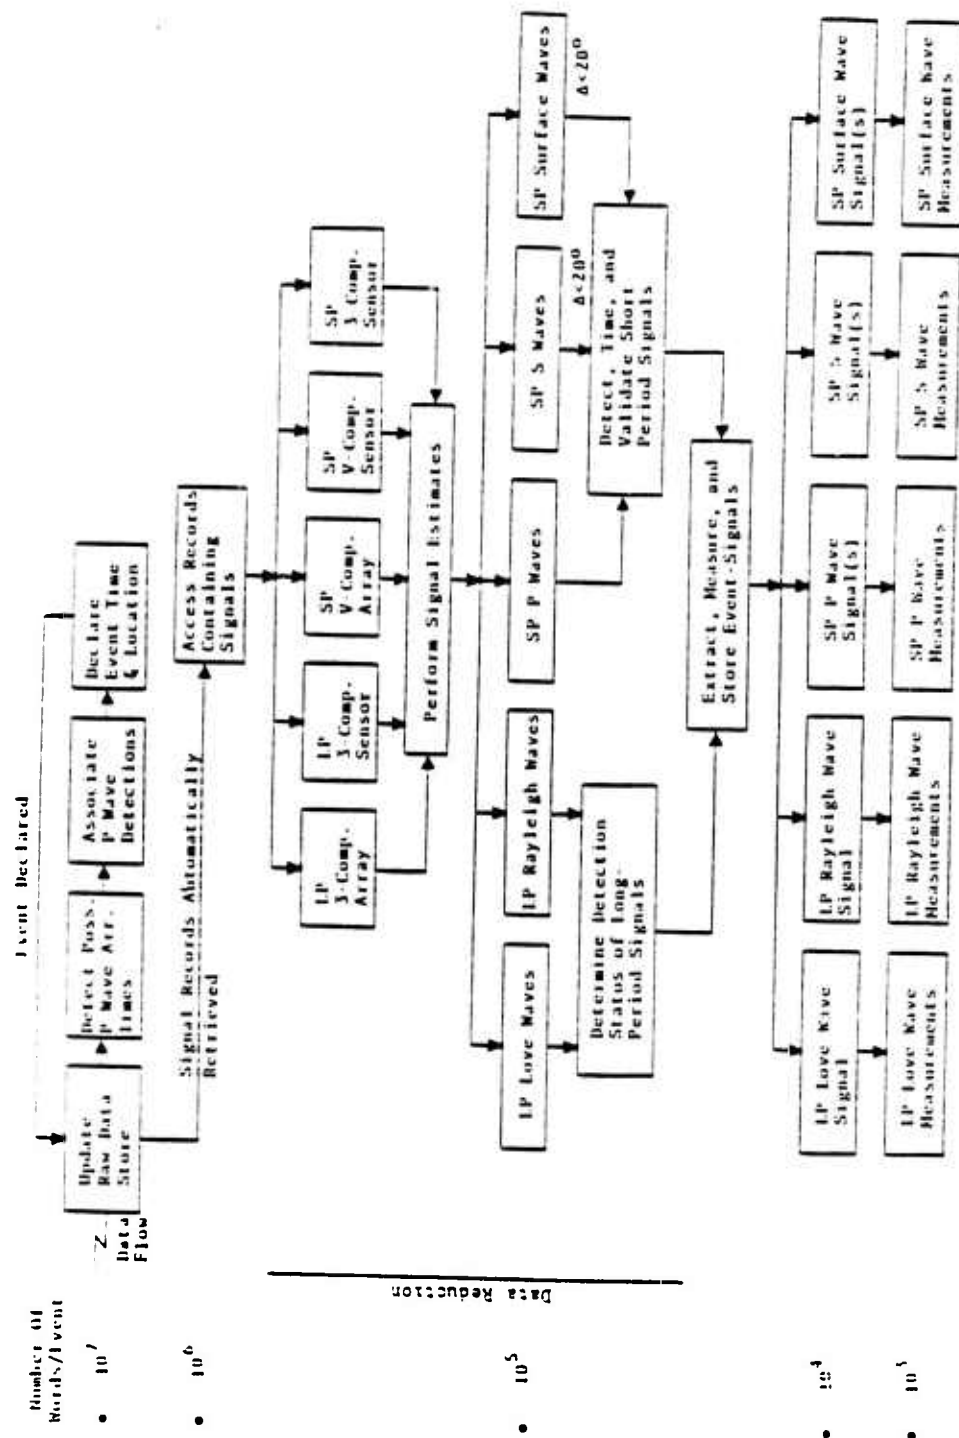 Number Of
Words/Event
• 10⁷
• 10⁶
• 10⁵
• 10⁴
• 10³
Data Reduction
Event Declared
Data
Flow
Update
Raw Data
Store
Detect Poss.
P Wave Arr.
Times
Associate
P Wave
Detections
Declare
Event Time
& Location
Signal Records Automatically
Retrieved
Access Records
Containing
Signals
LP
3-Comp.
Array
LP
3-Comp.
Sensor
SP
V-Comp.
Array
SP
V-Comp.
Sensor
SP
3-Comp.
Sensor
Perform Signal Estimates
LP Love Waves
LP Rayleigh Waves
SP P Waves
SP S Waves
SP Surface Waves
Δ<20º
Δ<20º
Determine Detection
Status of Long-
Period Signals
Detect, Time, and
Validate Short
Period Signals
Extract, Measure, and
Store Event-Signals
LP Love Wave
Signal
LP Rayleigh Wave
Signal
SP P Wave
Signal(s)
SP S Wave
Signal(s)
SP Surface Wave
Signal(s)
LP Love Wave
Measurements
LP Rayleigh Wave
Measurements
SP P Wave
Measurements
SP S Wave
Measurements
SP Surface Wave
Measurements